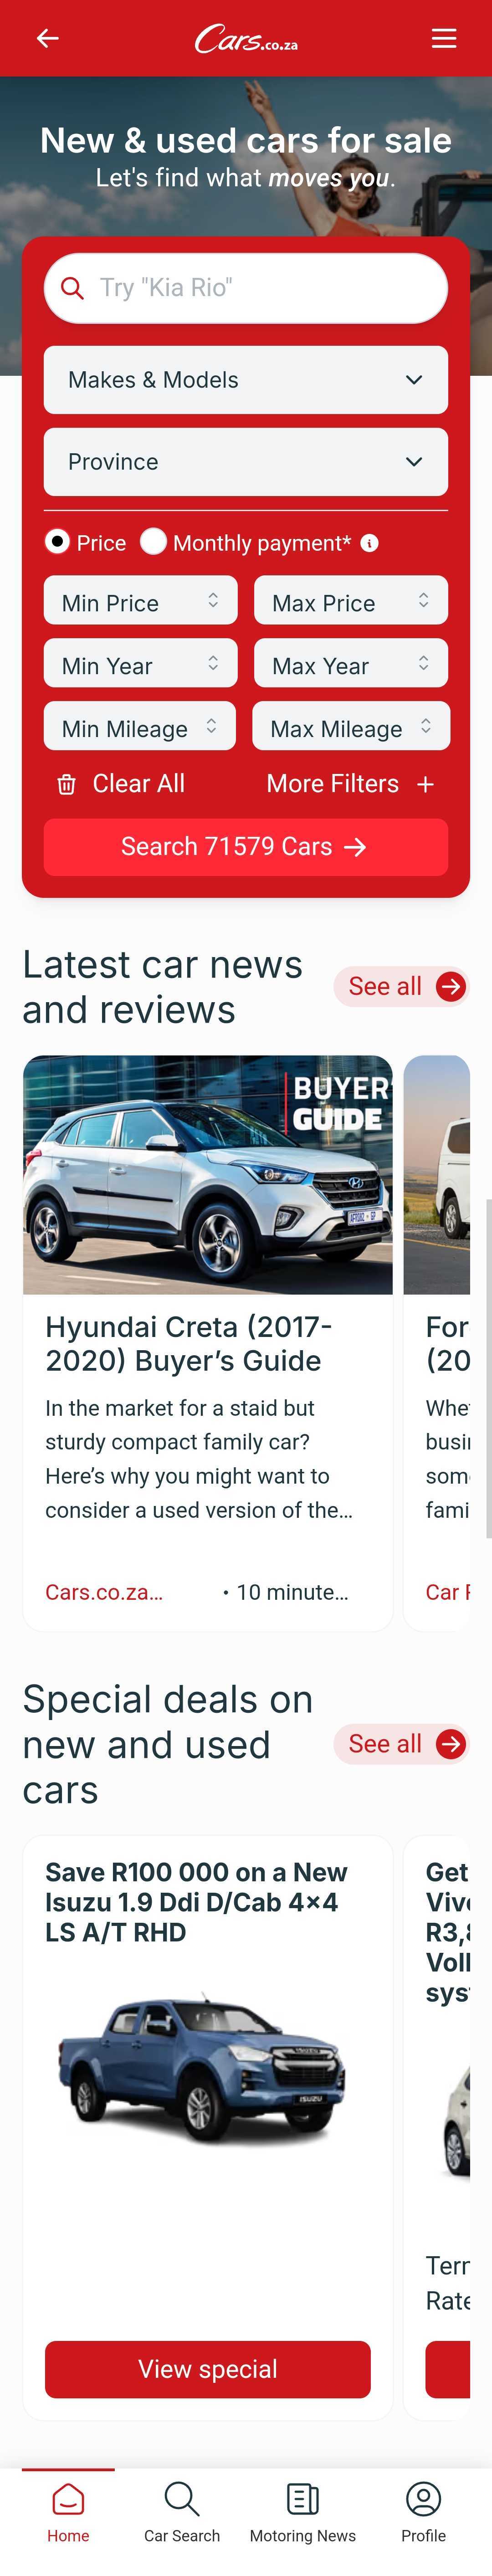 Cars.co.za
New & used cars for sale
Let's find what moves you.
Try "Kia Rio"
Makes & Models
Province
Price Monthly payment*
Min Price Max Price
Min Year Max Year
Min Mileage Max Mileage
Clear All More Filters +
Search 71579 Cars →
Latest car news
and reviews
See all
BUYER'
GUIDE
Hyundai Creta (2017-
2020) Buyer’s Guide
In the market for a staid but
sturdy compact family car?
Here’s why you might want to
consider a used version of the…
Cars.co.za… • 10 minute…
For
(20
Whe
busi
som
fami
Car
Special deals on
new and used
cars
See all
Save R100 000 on a New
Isuzu 1.9 Ddi D/Cab 4×4
LS A/T RHD
ISUZU
View special
Get
Viv
R3,8
Vol
sys
Ter
Rate
Home
Car Search
Motoring News
Profile